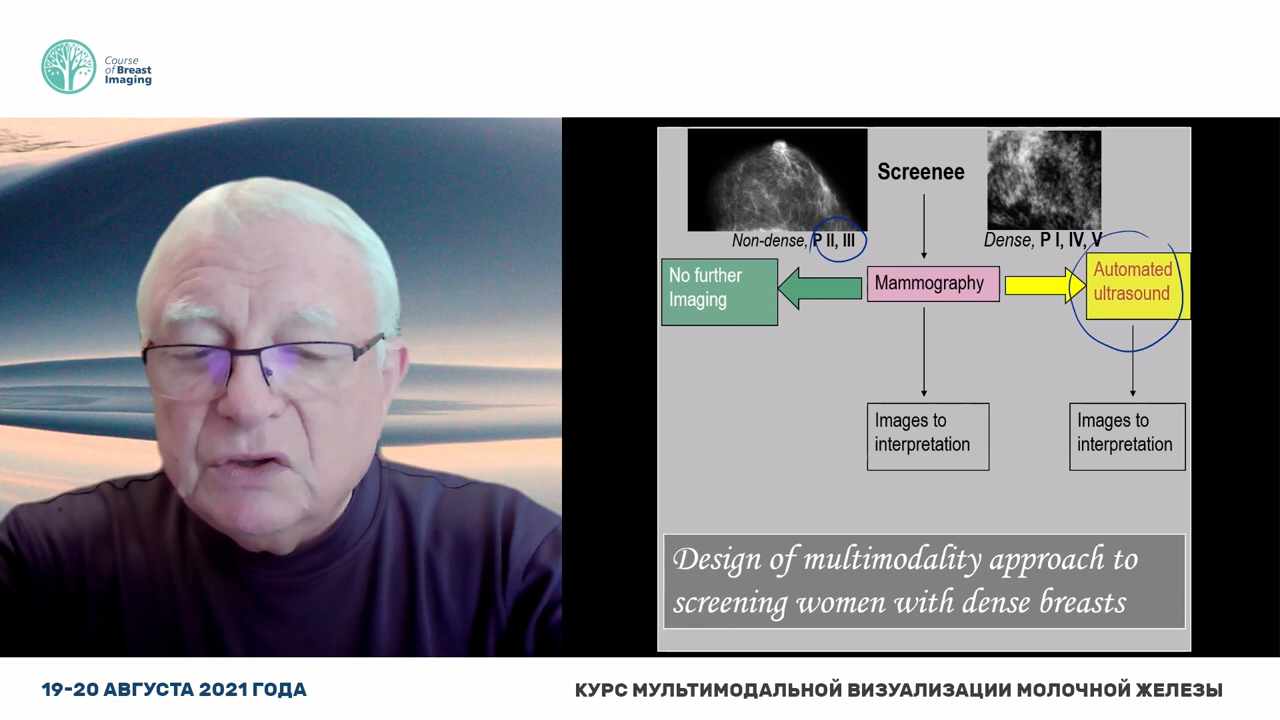 Course
of Breast
Imaging
Screenee
Non-dense, P II, III
Dense, P I, IV, V
No further
Imaging
Mammography
Automated
ultrasound
Images to
interpretation
Images to
interpretation
Design of multimodality approach to
screening women with dense breasts
19-20 АВГУСТА 2021 ГОДА
КУРС МУЛЬТИМОДАЛЬНОЙ ВИЗУАЛИЗАЦИИ МОЛОЧНОЙ ЖЕЛЕЗЫ